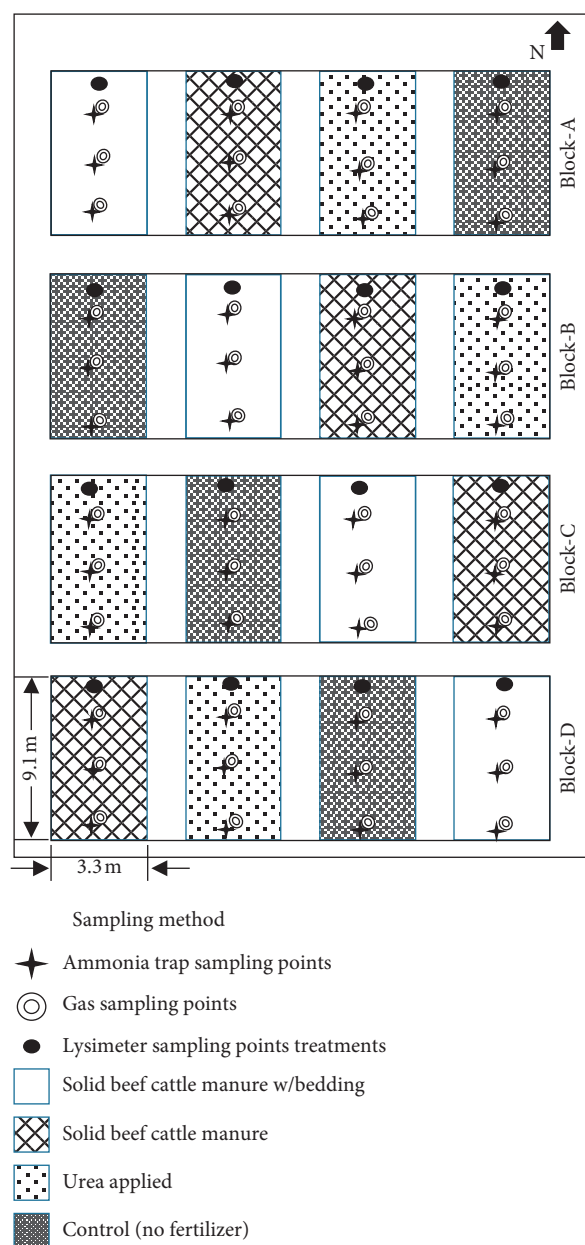 N
Block-A
Block-B
Block-C
Block-D
9.1 m
3.3 m
Sampling method
Ammonia trap sampling points
Gas sampling points
Lysimeter sampling points treatments
Solid beef cattle manure w/bedding
Solid beef cattle manure
Urea applied
Control (no fertilizer)